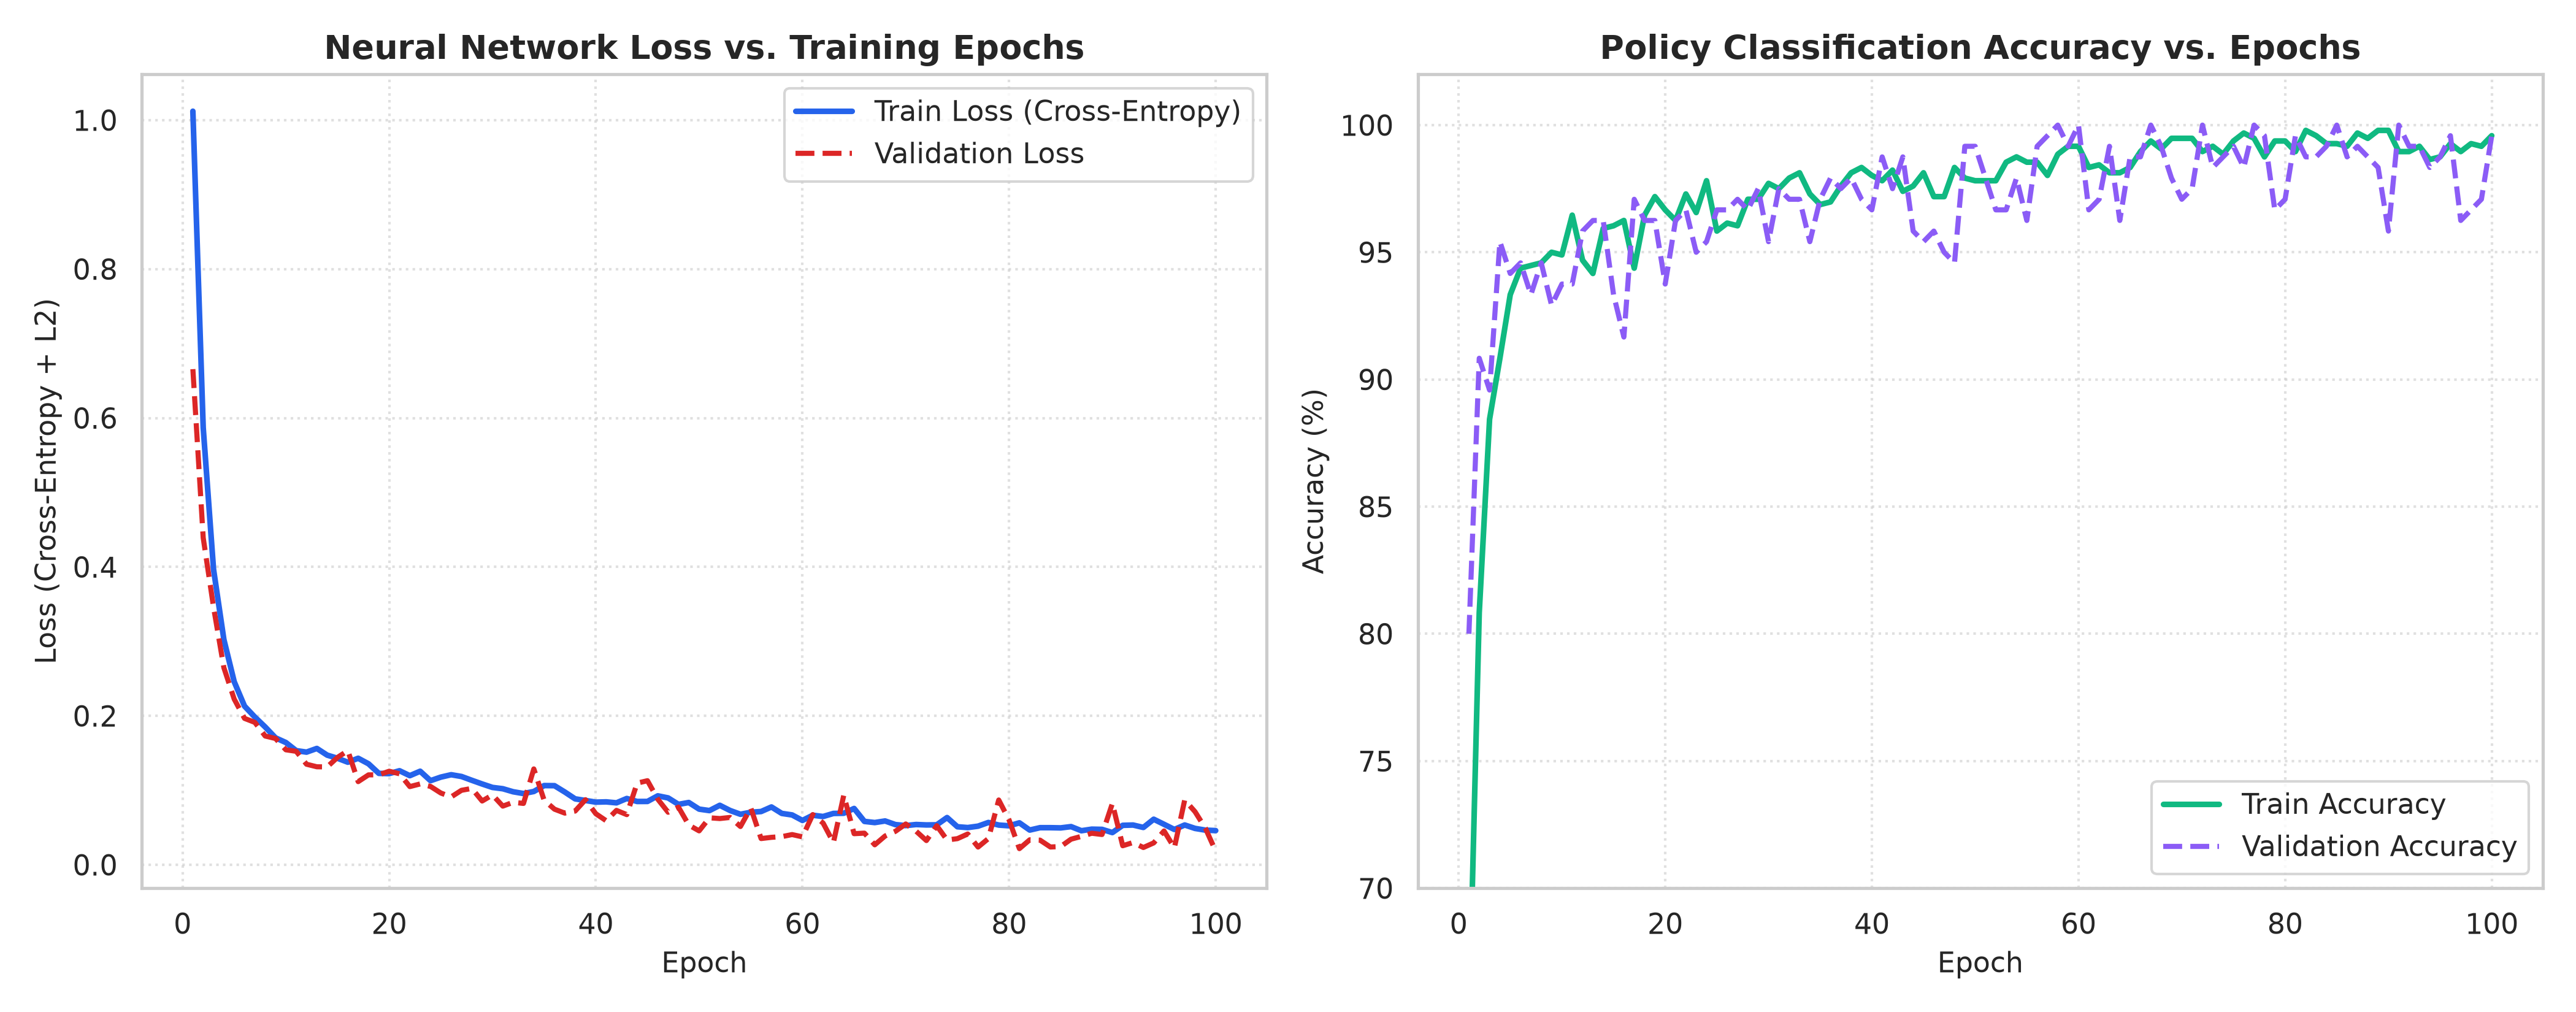 Neural Network Loss vs. Training Epochs
Train Loss (Cross-Entropy)
Validation Loss
Loss (Cross-Entropy + L2)
1.0
0.8
0.6
0.4
0.2
0.0
0 20 40 60 80 100
Epoch
Policy Classification Accuracy vs. Epochs
Accuracy (%)
100
95
90
85
80
75
70
Train Accuracy
Validation Accuracy
0 20 40 60 80 100
Epoch